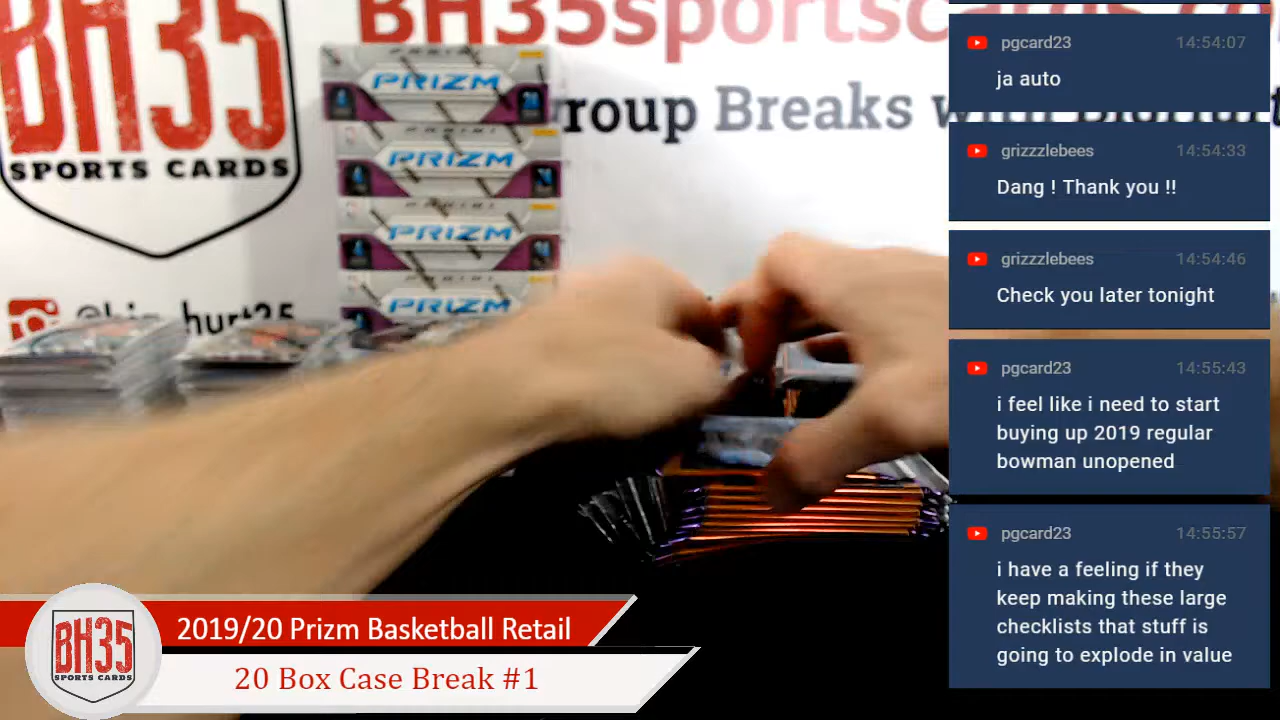 BH35
SPORTS CARDS
BH35sportscards.co
roup Breaks w
PRIZM
PRIZM
PRIZM
PRIZM
hurt35
pgcard23 14:54:07
ja auto
grizzzlebees 14:54:33
Dang ! Thank you !!
grizzzlebees 14:54:46
Check you later tonight
pgcard23 14:55:43
i feel like i need to start
buying up 2019 regular
bowman unopened
pgcard23 14:55:57
i have a feeling if they
keep making these large
checklists that stuff is
going to explode in value
BH35
SPORTS CARDS
2019/20 Prizm Basketball Retail
20 Box Case Break #1